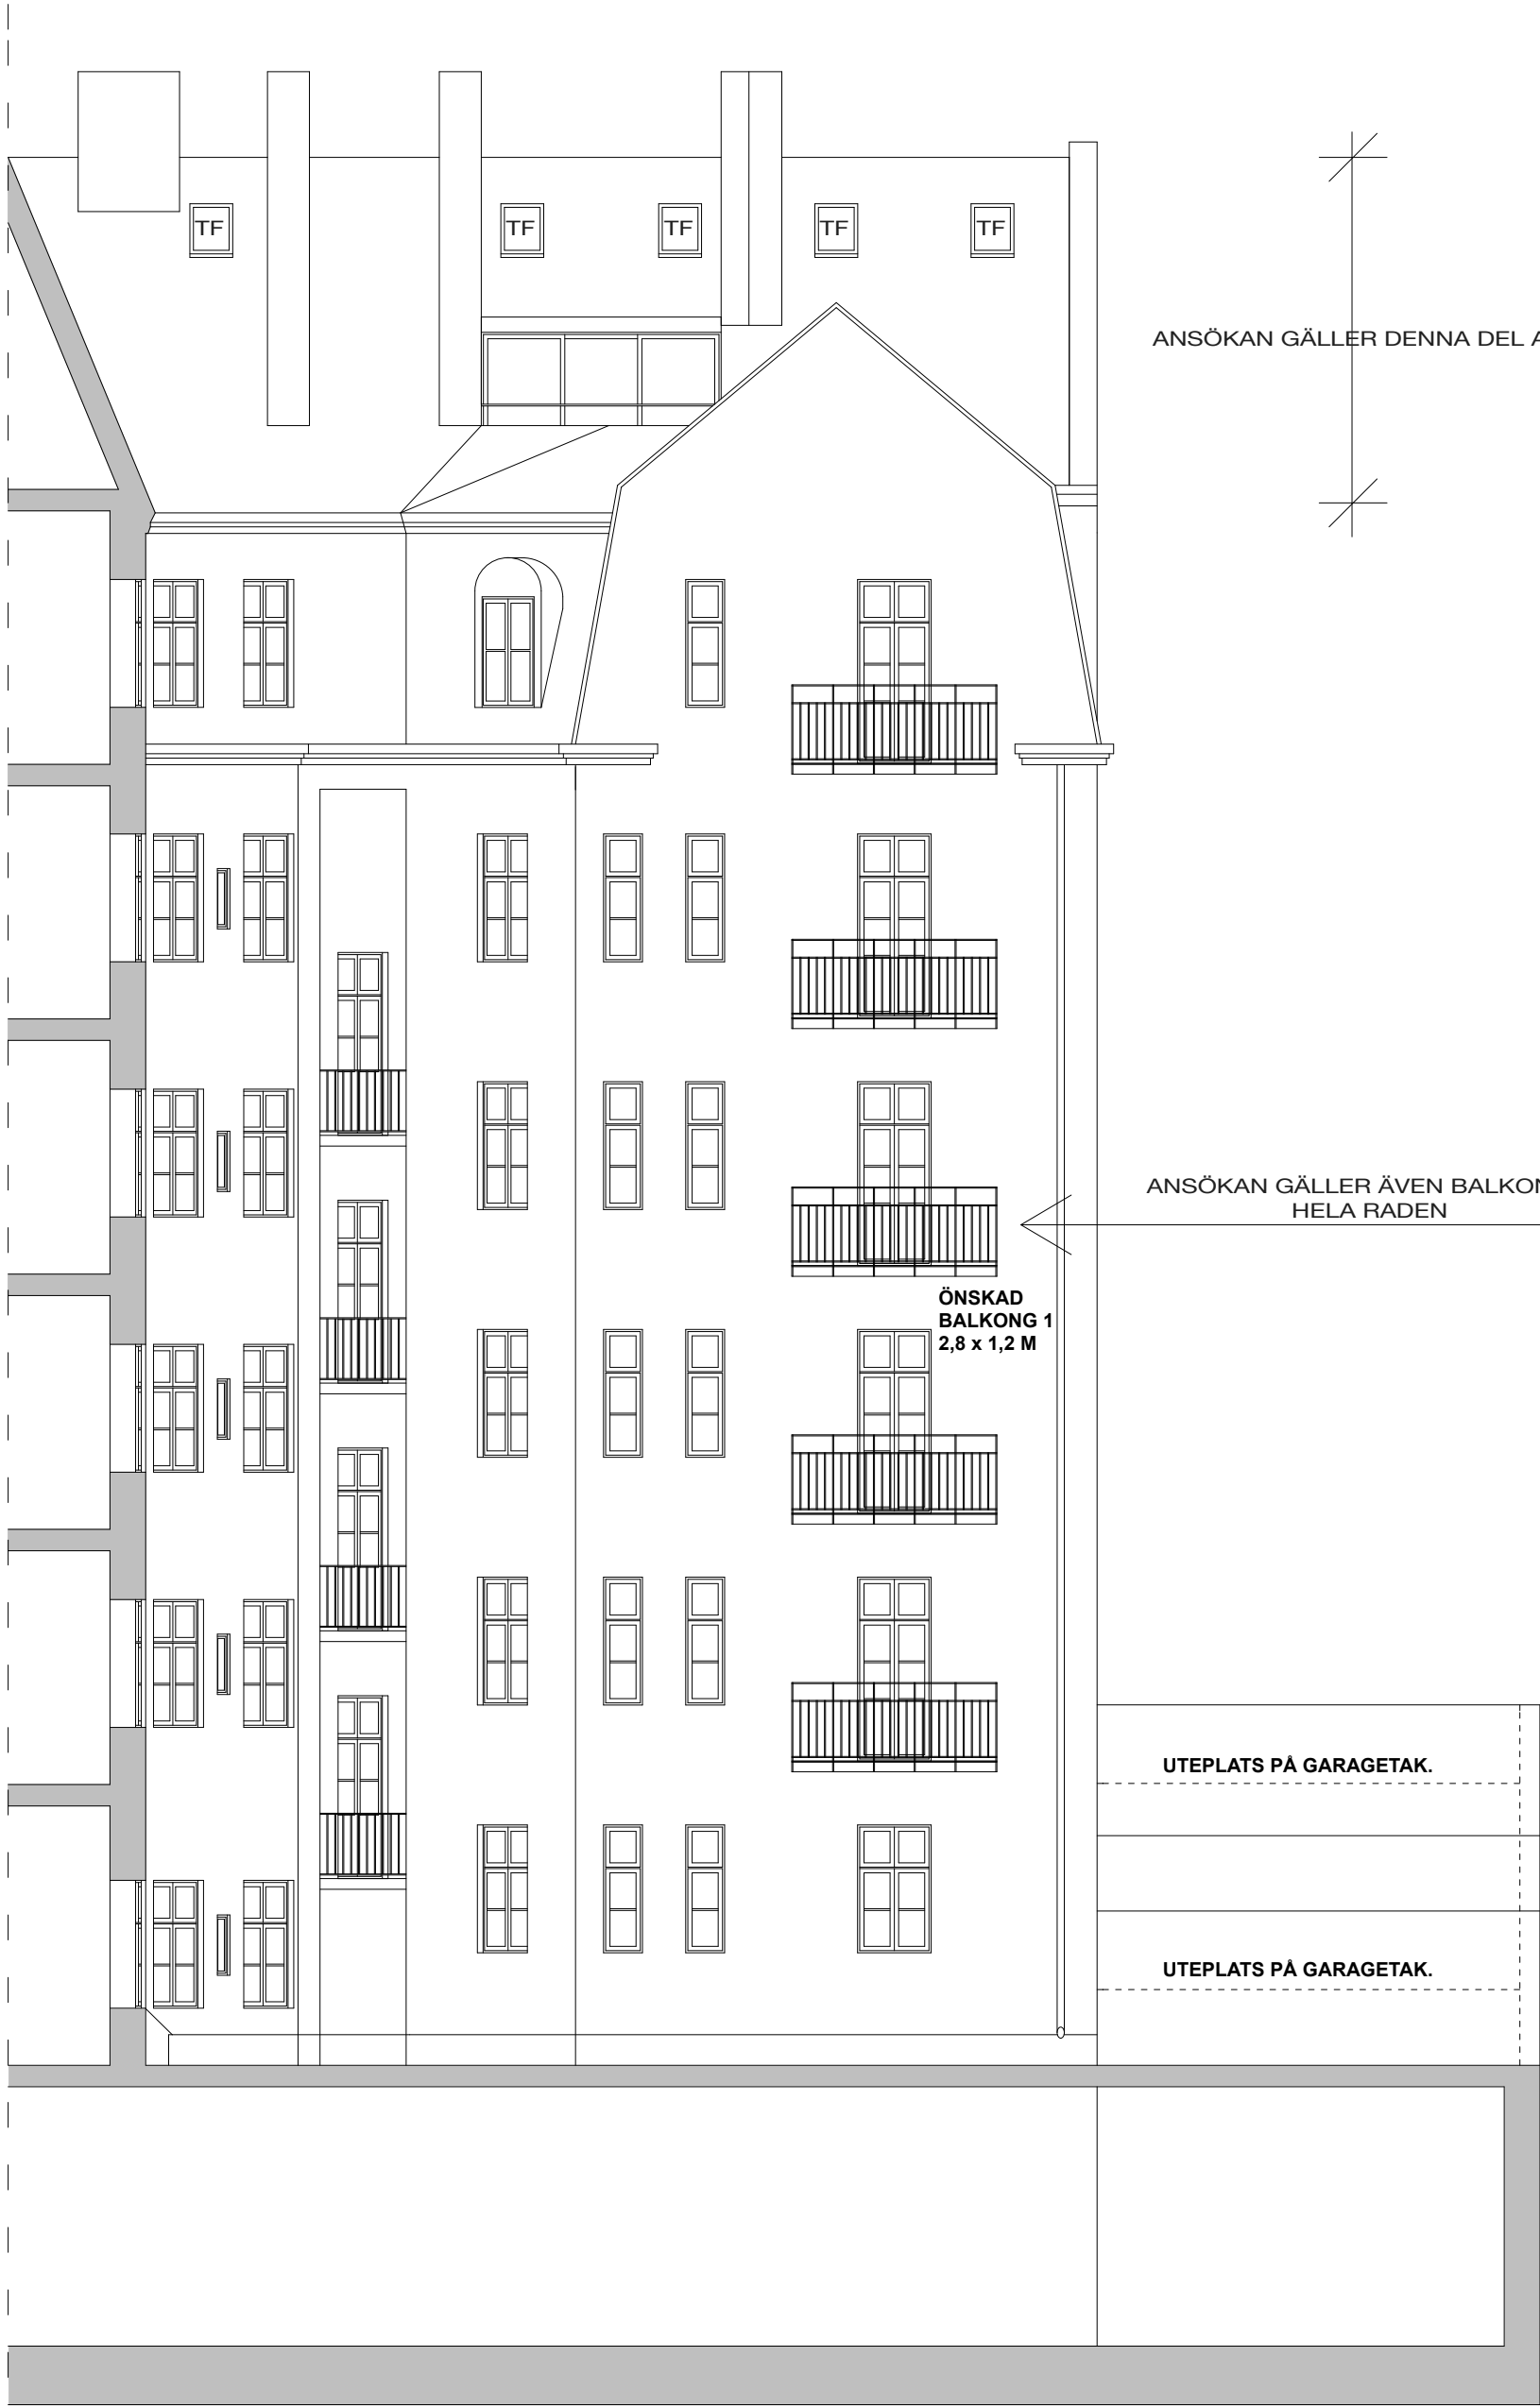 TF TF TF TF TF
ANSÖKAN GÄLLER DENNA DEL
ANSÖKAN GÄLLER ÄVEN
HELA RADEN
ÖNSKAD
BALKONG 1
2,8 x 1,2 M
UTEPLATS PÅ GARAGETAK.
UTEPLATS PÅ GARAGETAK.